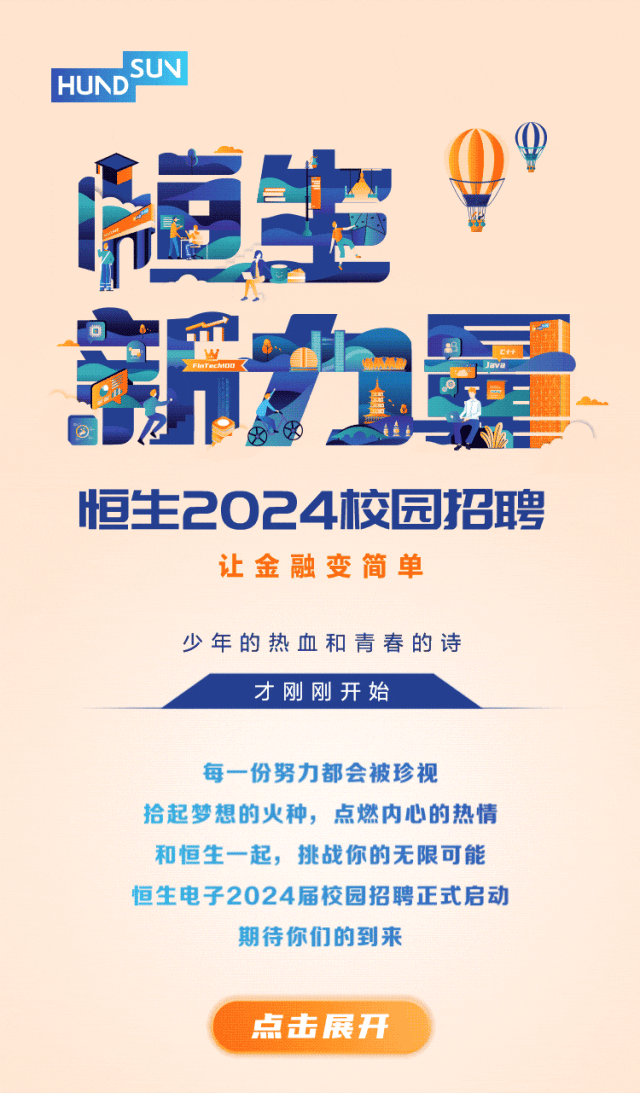 HUNDSUN
恒生
新力量
FinTech100
C++
Java
恒生2024校园招聘
让金融变简单
少年的热血和青春的诗
才刚刚开始
每一份努力都会被珍视
拾起梦想的火种，点燃内心的热情
和恒生一起，挑战你的无限可能
恒生电子2024届校园招聘正式启动
期待你们的到来
点击展开